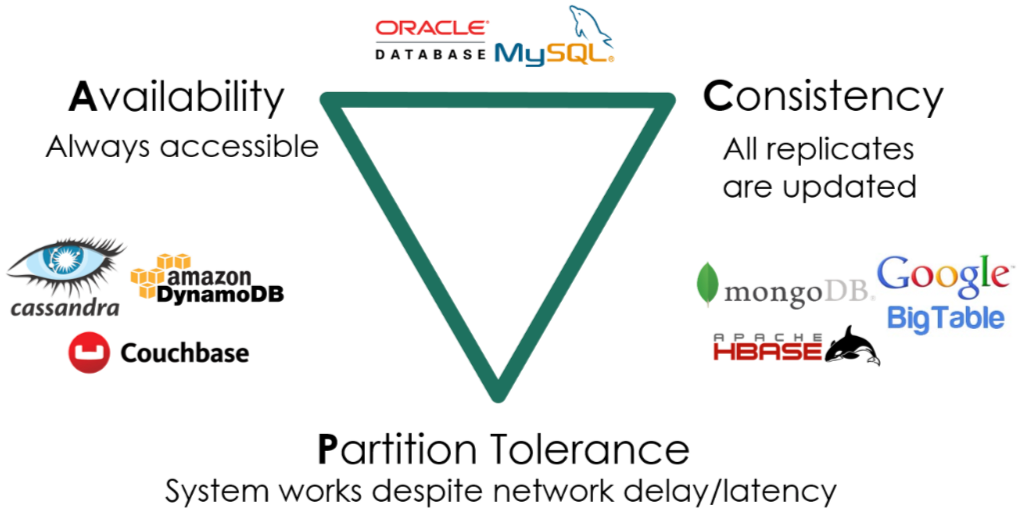 ORACLE®
DATABASE
MySQL®
Availability
Always accessible
Consistency
All replicates
are updated
cassandra
amazon
DynamoDB
Couchbase
mongoDB®
Google™
BigTable
APACHE
HBASE
Partition Tolerance
System works despite network delay/latency